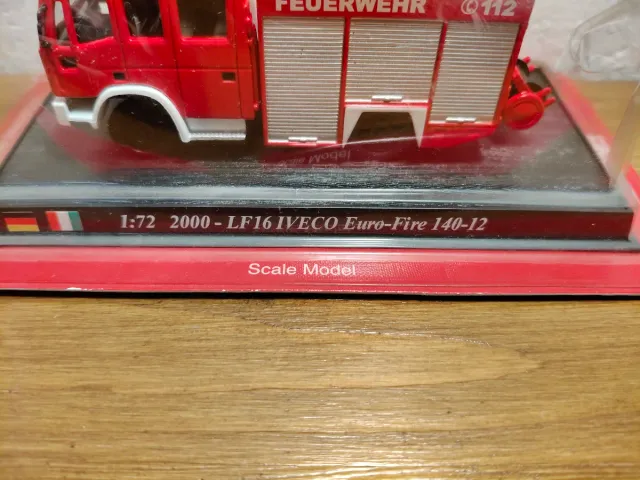 FEUERWEHR 112
1:72 2000 - LF16 IVECO Euro-Fire 140-12
Scale Model